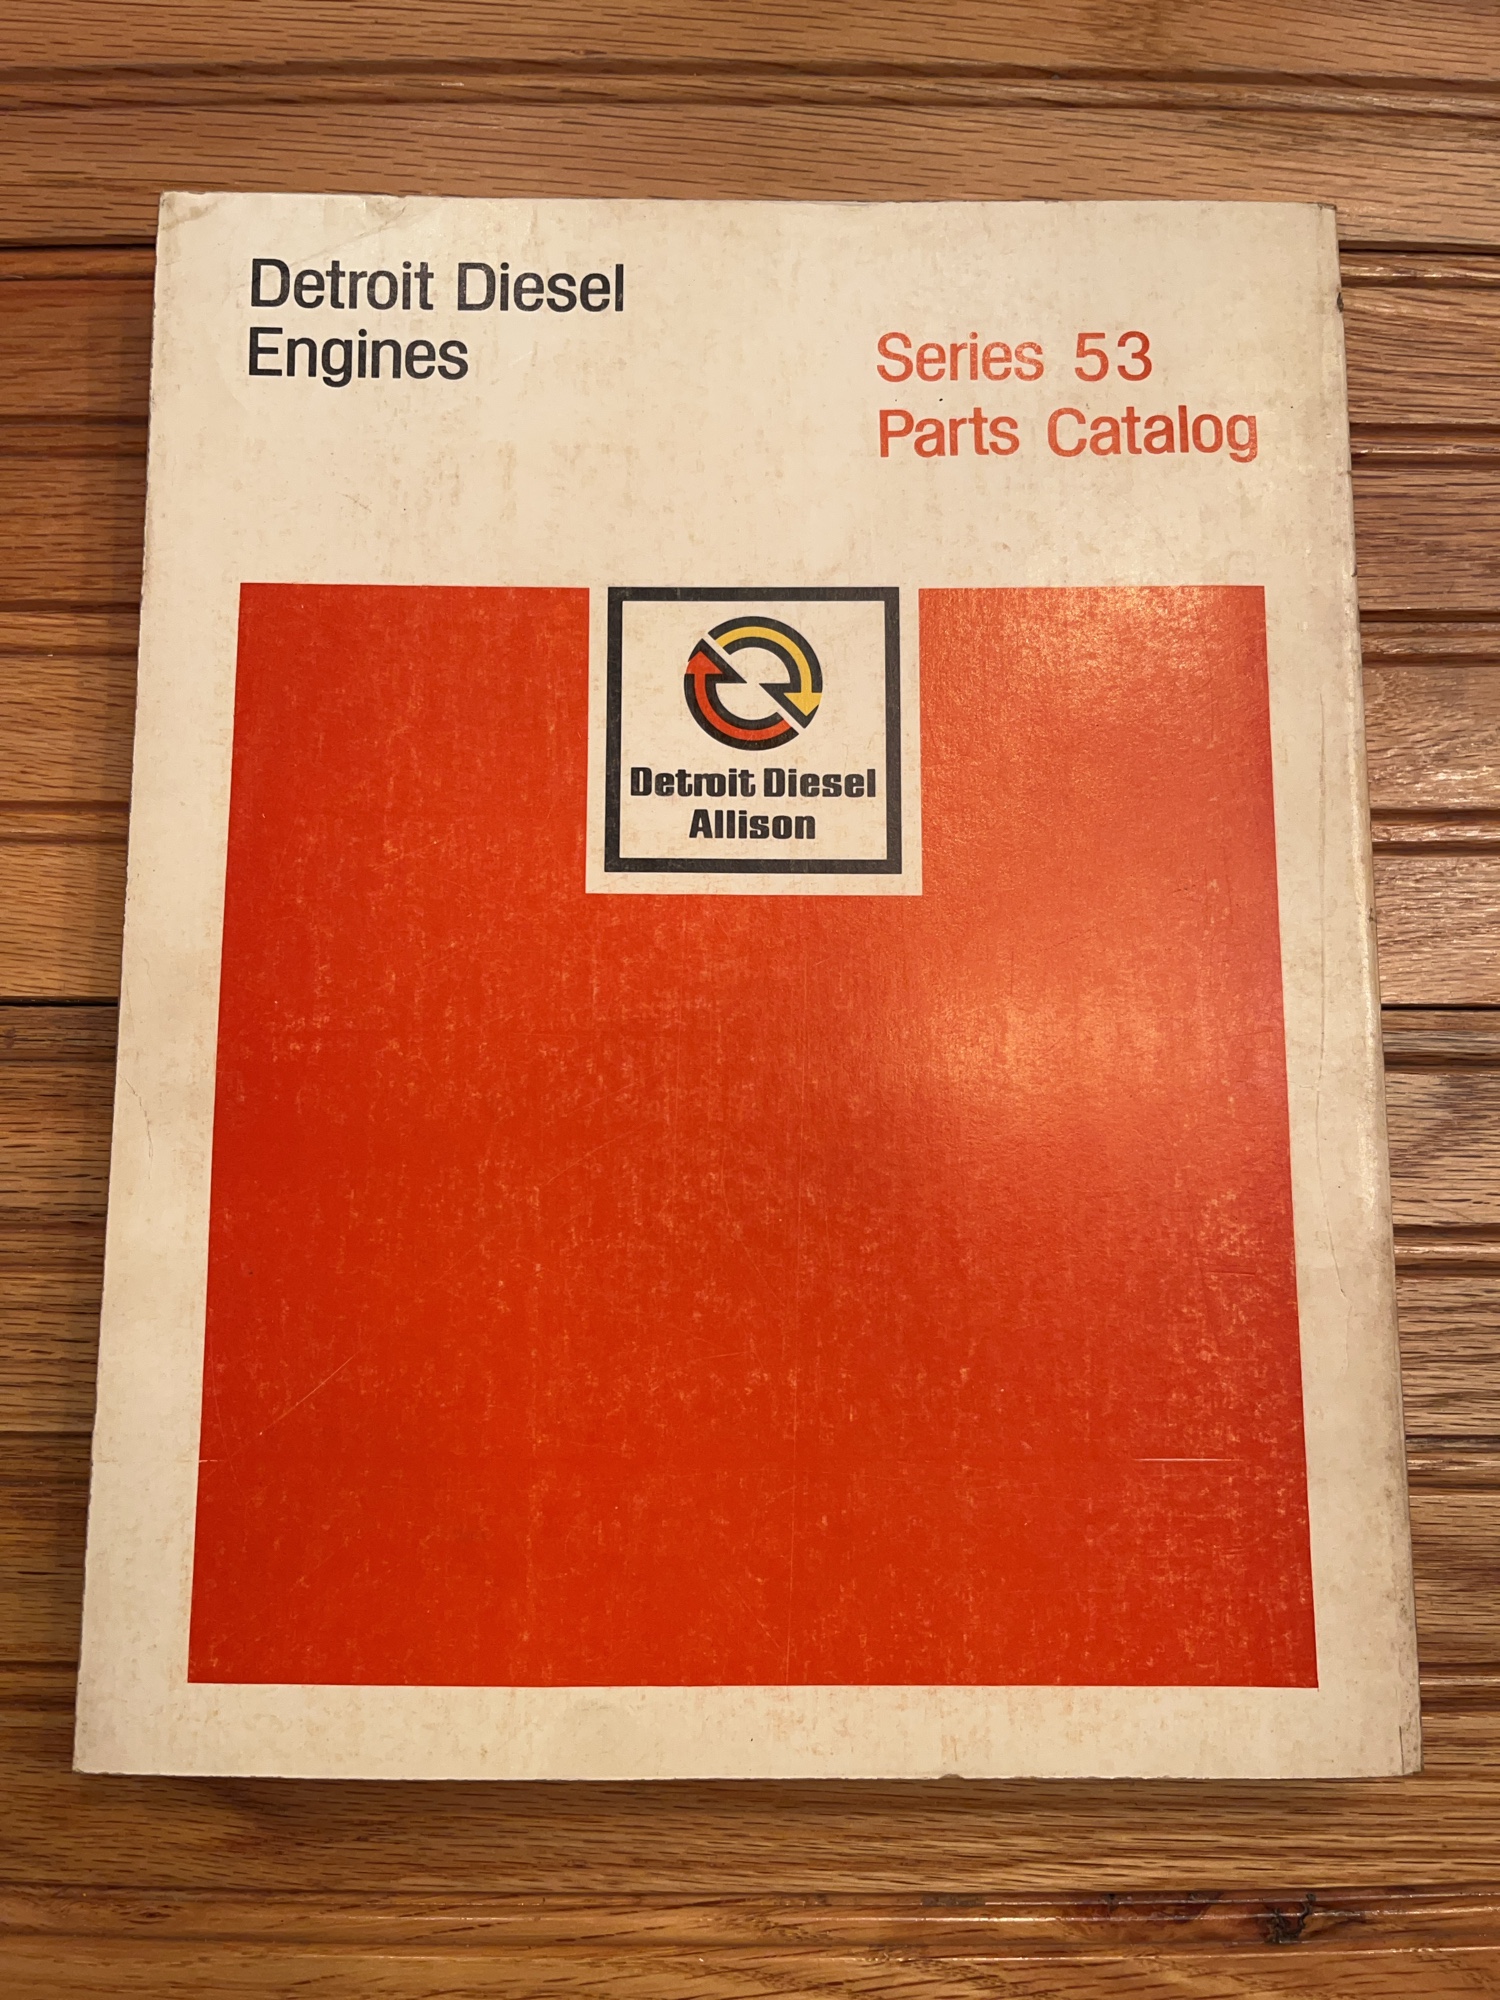 Detroit Diesel
Engines
Series 53
Parts Catalog
Detroit Diesel
Allison